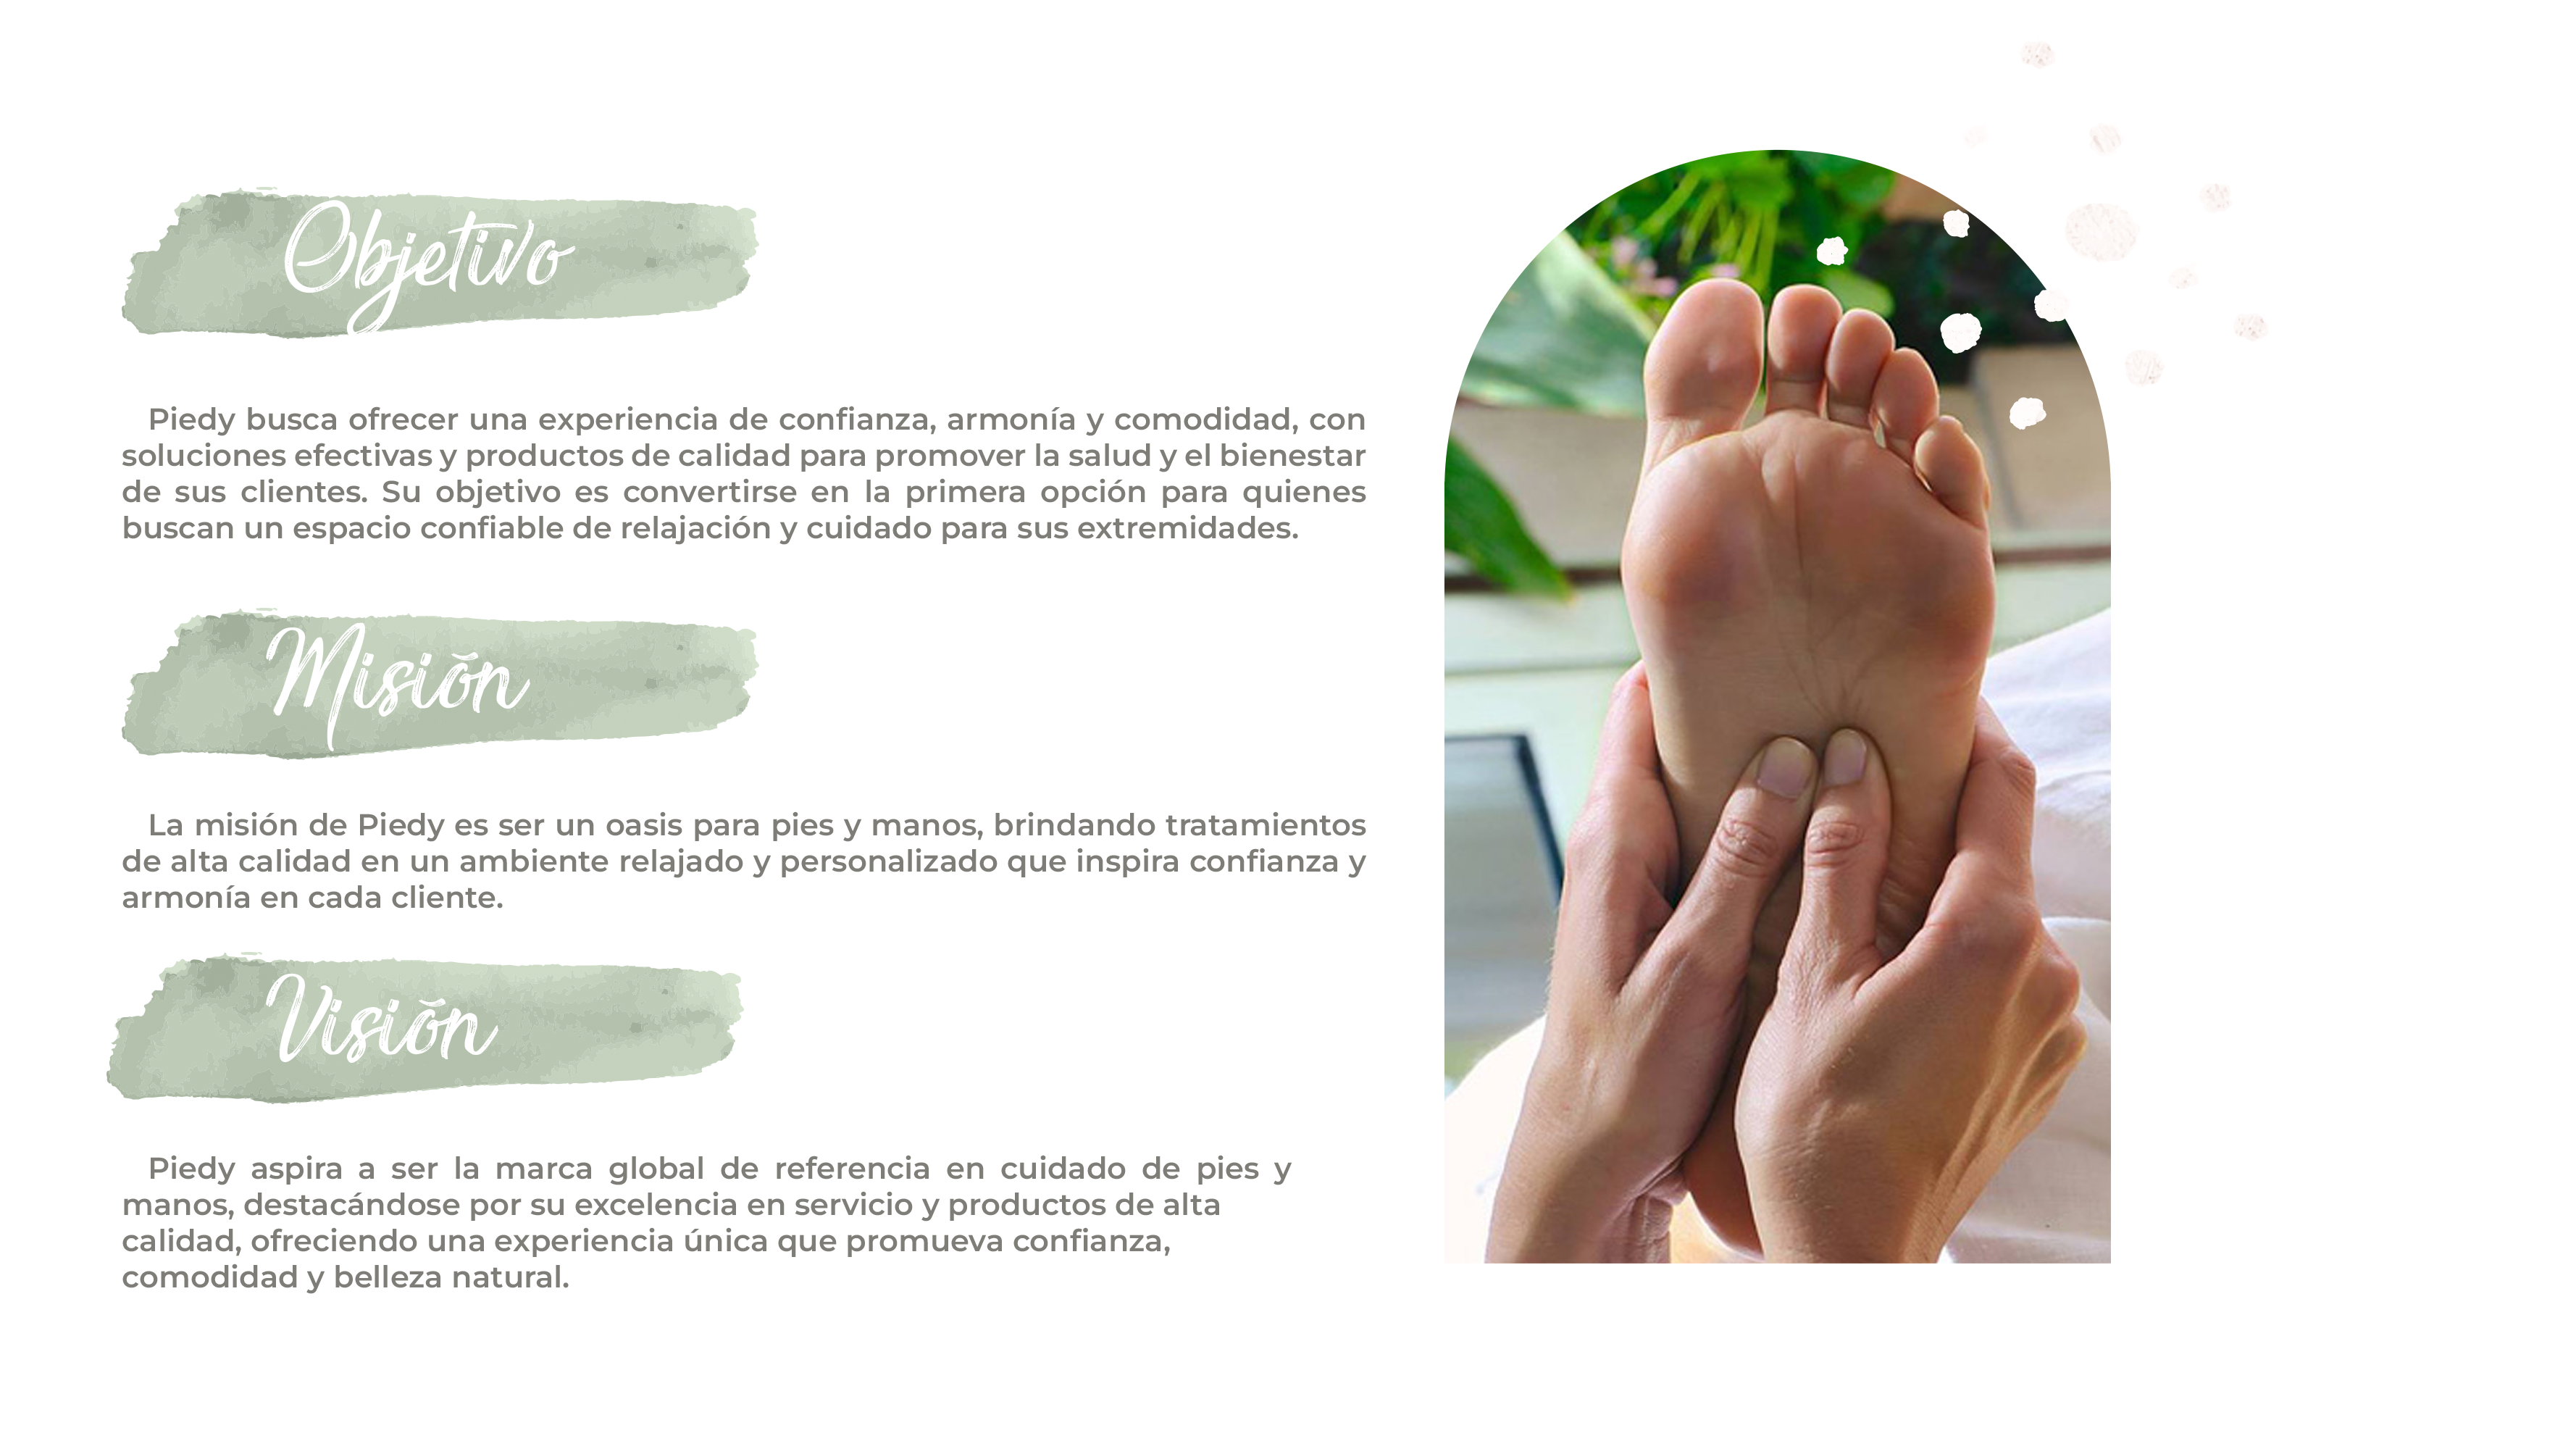 Objetivo
Piedy busca ofrecer una experiencia de confianza, armonía y comodidad, con
soluciones efectivas y productos de calidad para promover la salud y el bienestar
de sus clientes. Su objetivo es convertirse en la primera opción para quienes
buscan un espacio confiable de relajación y cuidado para sus extremidades.
Misión
La misión de Piedy es ser un oasis para pies y manos, brindando tratamientos
de alta calidad en un ambiente relajado y personalizado que inspira confianza y
armonía en cada cliente.
Visión
Piedy aspira a ser la marca global de referencia en cuidado de pies y
manos, destacándose por su excelencia en servicio y productos de alta
calidad, ofreciendo una experiencia única que promueva confianza,
comodidad y belleza natural.